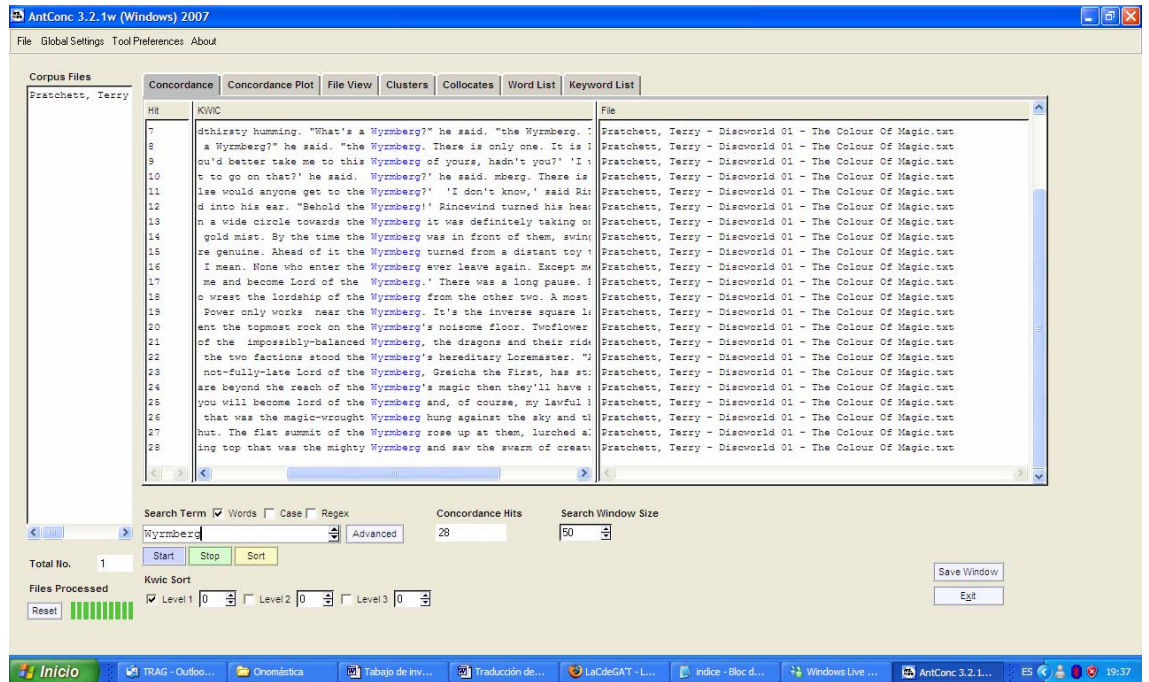 AntConc 3.2.1w (Windows) 2007
File Global Settings Tool Preferences About
Corpus Files
Pratchett, Terry
Concordance Concordance Plot File View Clusters Collocates Word List Keyword List
Hit KWIC File
7 dthirsty humming. "What's a Wyrmberg?" he said. "the Wyrmberg. Pratchett, Terry - Discworld 01 - The Colour Of Magic.txt
8 a Wyrmberg?" he said. "the Wyrmberg. There is only one. It is Pratchett, Terry - Discworld 01 - The Colour Of Magic.txt
9 ou'd better take me to this Wyrmberg of yours, hadn't you?' 'I Pratchett, Terry - Discworld 01 - The Colour Of Magic.txt
10 t to go on that?' he said. Wyrmberg?' he said. mberg. There is Pratchett, Terry - Discworld 01 - The Colour Of Magic.txt
11 lse would anyone get to the Wyrmberg?' 'I don't know,' said Rin Pratchett, Terry - Discworld 01 - The Colour Of Magic.txt
12 d into his ear. "Behold the Wyrmberg!' Rincewind turned his head Pratchett, Terry - Discworld 01 - The Colour Of Magic.txt
13 n a wide circle towards the Wyrmberg it was definitely taking on Pratchett, Terry - Discworld 01 - The Colour Of Magic.txt
14 gold mist. By the time the Wyrmberg was in front of them, swing Pratchett, Terry - Discworld 01 - The Colour Of Magic.txt
15 re genuine. Ahead of it the Wyrmberg turned from a distant toy Pratchett, Terry - Discworld 01 - The Colour Of Magic.txt
16 I mean. None who enter the Wyrmberg ever leave again. Except me Pratchett, Terry - Discworld 01 - The Colour Of Magic.txt
17 me and become Lord of the Wyrmberg.' There was a long pause. Pratchett, Terry - Discworld 01 - The Colour Of Magic.txt
18 o wrest the lordship of the Wyrmberg from the other two. A most Pratchett, Terry - Discworld 01 - The Colour Of Magic.txt
19 Power only works near the Wyrmberg. It's the inverse square la Pratchett, Terry - Discworld 01 - The Colour Of Magic.txt
20 ent the topmost rock on the Wyrmberg's noisome floor. Twoflower Pratchett, Terry - Discworld 01 - The Colour Of Magic.txt
21 of the impossibly-balanced Wyrmberg, the dragons and their ride Pratchett, Terry - Discworld 01 - The Colour Of Magic.txt
22 the two factions stood the Wyrmberg's hereditary Loremaster. Pratchett, Terry - Discworld 01 - The Colour Of Magic.txt
23 not-fully-late Lord of the Wyrmberg, Greicha the First, has Pratchett, Terry - Discworld 01 - The Colour Of Magic.txt
24 are beyond the reach of the Wyrmberg's magic then they'll have Pratchett, Terry - Discworld 01 - The Colour Of Magic.txt
25 you will become lord of the Wyrmberg and, of course, my lawful Pratchett, Terry - Discworld 01 - The Colour Of Magic.txt
26 that was the magic-wrought Wyrmberg hung against the sky and Pratchett, Terry - Discworld 01 - The Colour Of Magic.txt
27 hut. The flat summit of the Wyrmberg rose up at them, lurched Pratchett, Terry - Discworld 01 - The Colour Of Magic.txt
28 ing top that was the mighty Wyrmberg and saw the swarm of creat Pratchett, Terry - Discworld 01 - The Colour Of Magic.txt
Search Term Words Case Regex Concordance Hits Search Window Size
Wyrmberg Advanced 28 50
Total No. 1 Start Stop Sort
Save Window
Kwic Sort
Files Processed
Level 1 0 Level 2 0 Level 3 0 Exit
Reset
Inicio TRAG - Outloo... Onomástica Tabajo de inv... Traducción de... LaCdeGA'T - L... indice - Bloc d... Windows Live ... AntConc 3.2.1... ES 19:37